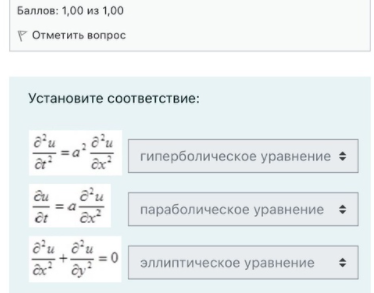 Баллов: 1,00 из 1,00
Отметить вопрос
Установите соответствие:
∂²u/∂t² = a² ∂²u/∂x²
гиперболическое уравнение
∂u/∂t = a ∂²u/∂x²
параболическое уравнение
∂²u/∂x² + ∂²u/∂y² = 0
эллиптическое уравнение